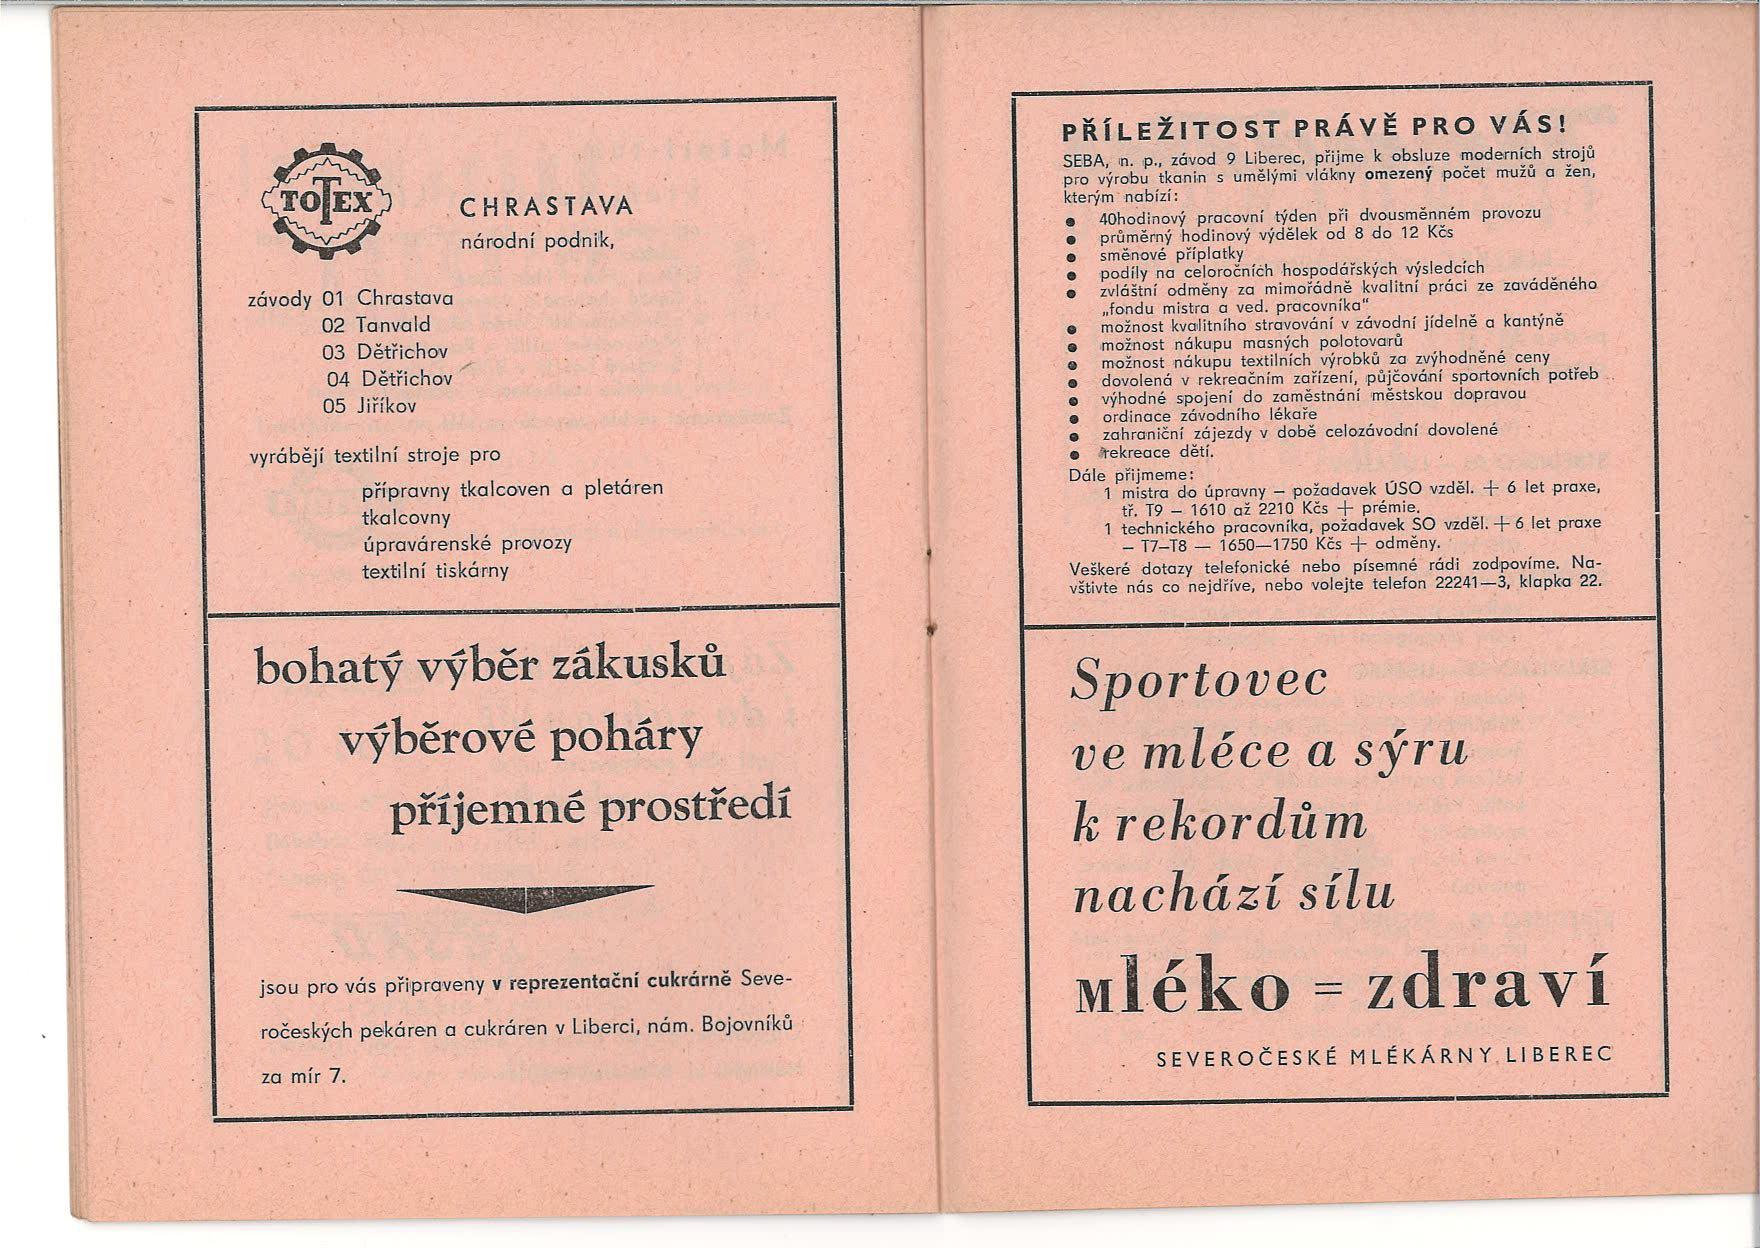 TOTEX
CHRASTAVA
národní podnik,
závody 01 Chrastava
02 Tanvald
03 Dětřichov
04 Dětřichov
05 Jiříkov
vyrábějí textilní stroje pro
přípravny tkalcoven a pletáren
tkalcovny
úpravárenské provozy
textilní tiskárny
bohatý výběr zákusků
výběrové poháry
příjemné prostředí
jsou pro vás připraveny v reprezentační cukrárně Seve-
ročeských pekáren a cukráren v Liberci, nám. Bojovníků
za mír 7.
PŘÍLEŽITOST PRÁVĚ PRO VÁS!
SEBA, n. p., závod 9 Liberec, přijme k obsluze moderních strojů
pro výrobu tkanin s umělými vlákny omezený počet mužů a žen,
kterým nabízí:
● 40hodinový pracovní týden při dvousměnném provozu
● průměrný hodinový výdělek od 8 do 12 Kčs
● směnové příplatky
● podíly na celoročních hospodářských výsledcích
● zvláštní odměny za mimořádně kvalitní práci ze zaváděného
„fondu mistra a ved. pracovníka“
● možnost kvalitního stravování v závodní jídelně a kantýně
● možnost nákupu masných polotovarů
● možnost nákupu textilních výrobků za zvýhodněné ceny
● dovolená v rekreačním zařízení, půjčování sportovních potřeb
● výhodné spojení do zaměstnání městskou dopravou
● ordinace závodního lékaře
● zahraniční zájezdy v době celozávodní dovolené
● rekreace dětí.
Dále přijmeme:
1 mistra do úpravny – požadavek ÚSO vzděl. + 6 let praxe,
tř. T9 – 1610 až 2210 Kčs + prémie.
1 technického pracovníka, požadavek SO vzděl. + 6 let praxe
– T7–T8 — 1650—1750 Kčs + odměny.
Veškeré dotazy telefonické nebo písemné rádi zodpovíme. Na-
vštivte nás co nejdříve, nebo volejte telefon 22241—3, klapka 22.
Sportovec
ve mléce a sýru
k rekordům
nachází sílu
Mléko = zdraví
SEVEROČESKÉ MLÉKÁRNY LIBEREC